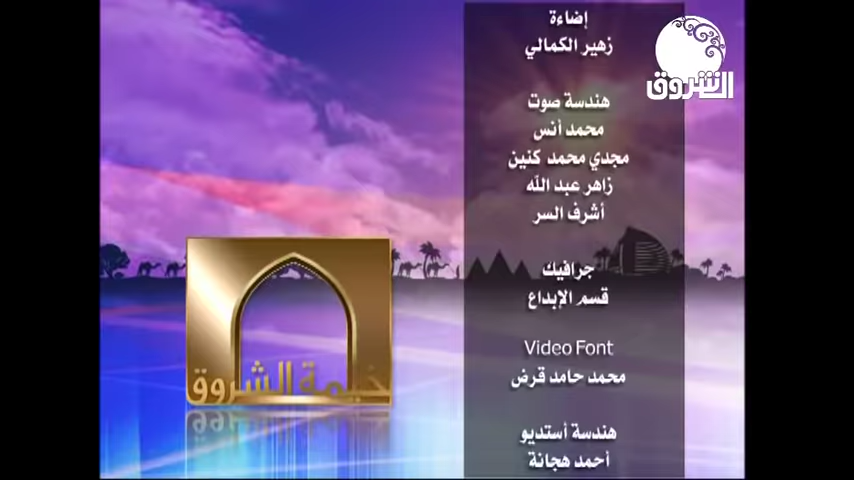 الشروق
إضاءة
زهير الكمالي
هندسة صوت
محمد أنس
مجدي محمد كنين
زاهر عبد الله
أشرف السر
جرافيك
قسم الإبداع
Video Font
محمد حامد قرض
هندسة أستديو
أحمد هجانة
خيمة الشروق